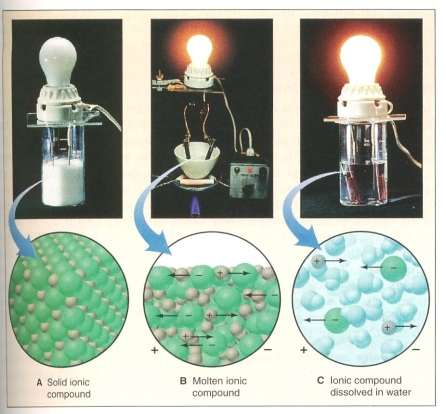 A Solid ionic
compound
B Molten ionic
compound
C Ionic compound
dissolved in water
+ - + -
+ -
- + -
- + -
- + -
-
+ - + -